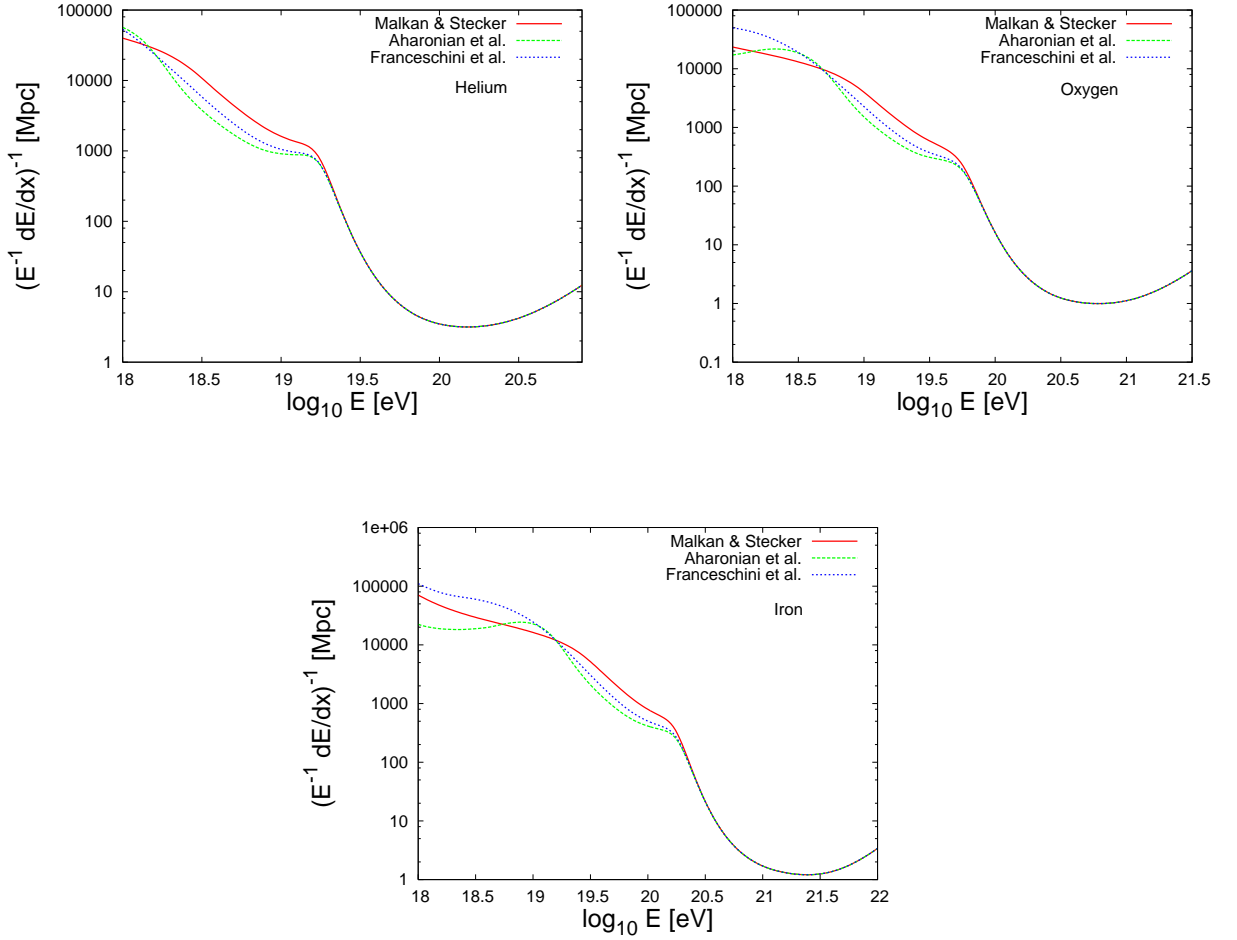 100000
10000
1000
100
10
1
18
18.5
19
19.5
20
20.5
(E⁻¹ dE/dx)⁻¹ [Mpc]
log₁₀ E [eV]
Malkan & Stecker
Aharonian et al.
Franceschini et al.
Helium
100000
10000
1000
100
10
1
0.1
18
18.5
19
19.5
20
20.5
21
21.5
(E⁻¹ dE/dx)⁻¹ [Mpc]
log₁₀ E [eV]
Malkan & Stecker
Aharonian et al.
Franceschini et al.
Oxygen
1e+06
100000
10000
1000
100
10
1
18
18.5
19
19.5
20
20.5
21
21.5
22
(E⁻¹ dE/dx)⁻¹ [Mpc]
log₁₀ E [eV]
Malkan & Stecker
Aharonian et al.
Franceschini et al.
Iron